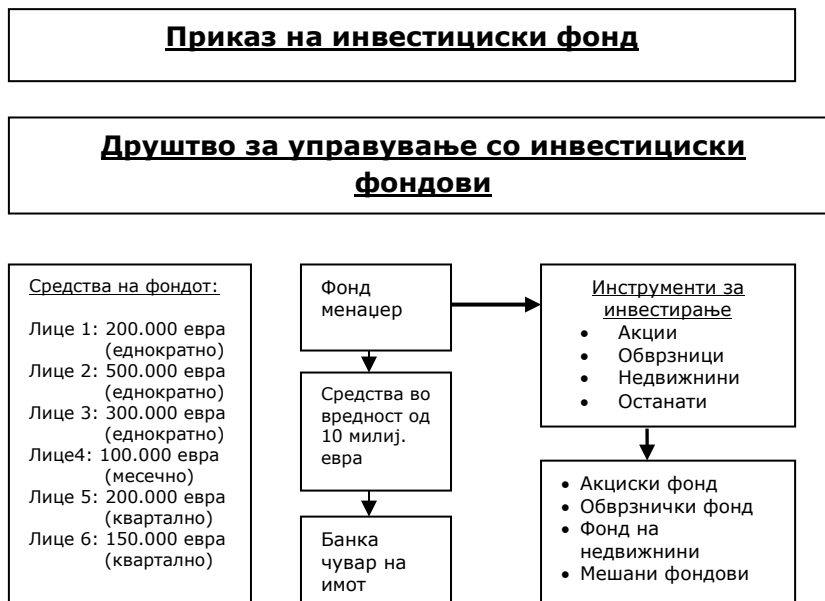 Приказ на инвестициски фонд
Друштво за управување со инвестициски
фондови
Средства на фондот:
Лице 1: 200.000 евра
(еднократно)
Лице 2: 500.000 евра
(еднократно)
Лице 3: 300.000 евра
(еднократно)
Лице4: 100.000 евра
(месечно)
Лице 5: 200.000 евра
(квартално)
Лице 6: 150.000 евра
(квартално)
Фонд
менаџер
Средства во
вредност од
10 милиј.
евра
Банка
чувар на
имот
Инструменти за
инвестирање
• Акции
• Обврзници
• Недвижнини
• Останати
• Акциски фонд
• Обврзнички фонд
• Фонд на
недвижнини
• Мешани фондови